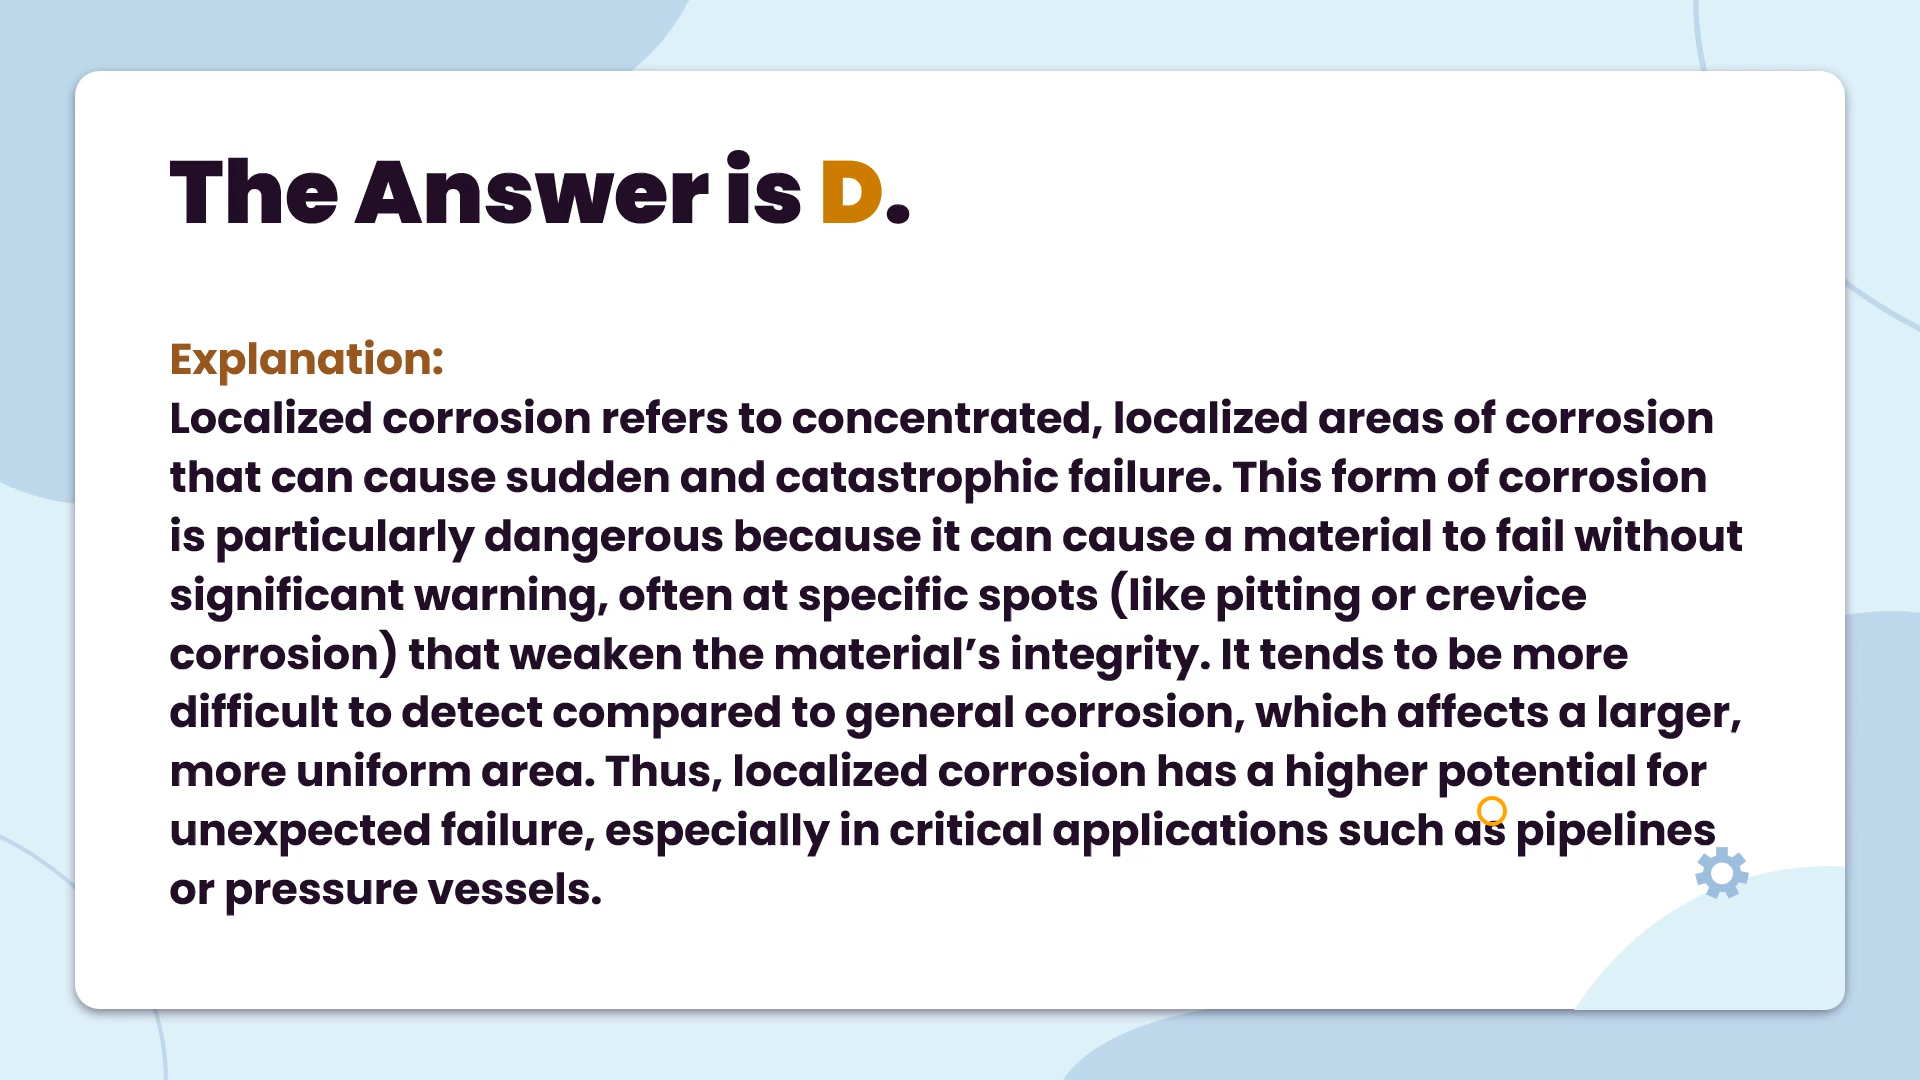 The Answer is D.
Explanation:
Localized corrosion refers to concentrated, localized areas of corrosion
that can cause sudden and catastrophic failure. This form of corrosion
is particularly dangerous because it can cause a material to fail without
significant warning, often at specific spots (like pitting or crevice
corrosion) that weaken the material’s integrity. It tends to be more
difficult to detect compared to general corrosion, which affects a larger,
more uniform area. Thus, localized corrosion has a higher potential for
unexpected failure, especially in critical applications such as pipelines
or pressure vessels.